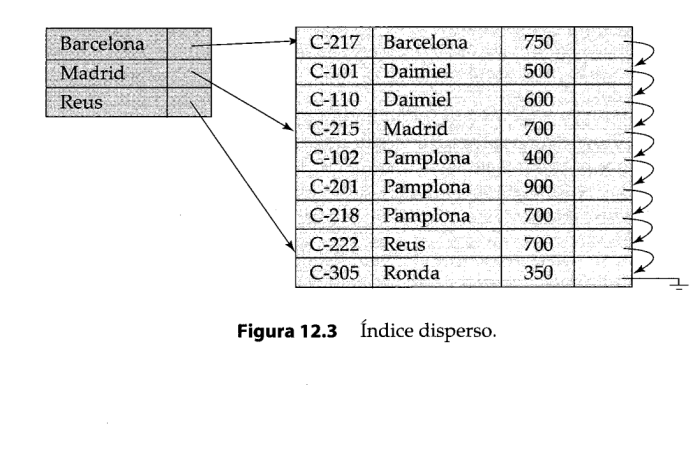 Barcelona
Madrid
Reus
C-217 Barcelona 750
C-101 Daimiel 500
C-110 Daimiel 600
C-215 Madrid 700
C-102 Pamplona 400
C-201 Pamplona 900
C-218 Pamplona 700
C-222 Reus 700
C-305 Ronda 350
Figura 12.3 Índice disperso.